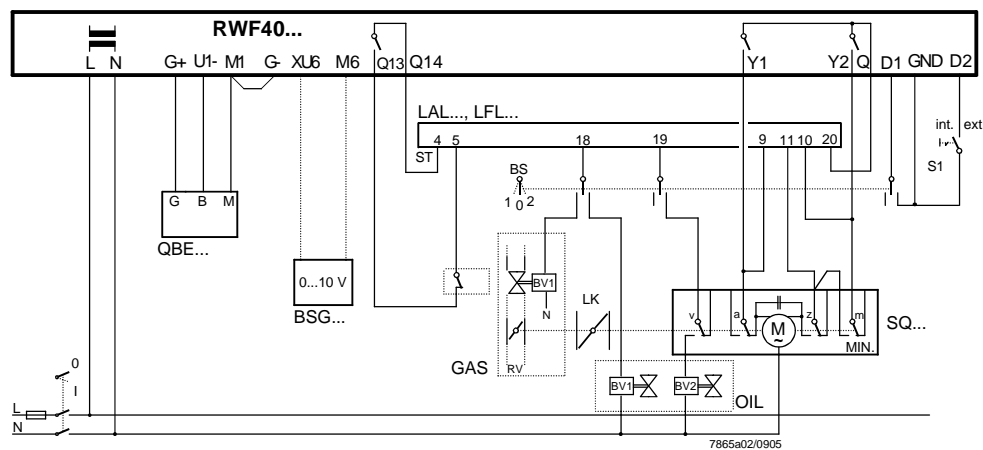 RWF40...
L N G+ U1- M1 G- XU6 M6 Q13 Q14 Y1 Y2 Q D1 GND D2
LAL..., LFL...
int. ext
4 5 18 19 9 11 10 20
ST
S1
BS
1 0 2
G B M
QBE...
0...10 V
BSG...
BV1
N
LK
v a z m
M
~
SQ...
MIN.
GAS
RV
0
I
BV1 BV2
OIL
L
N
7865a02/0905